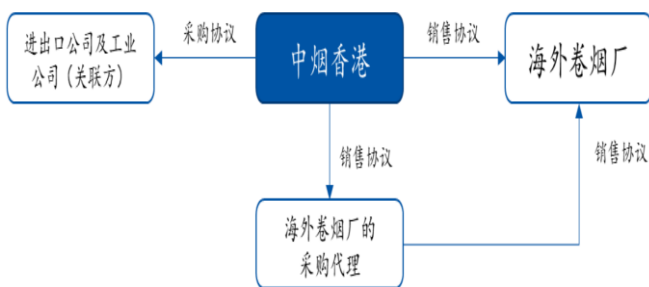 进出口公司及工业
公司（关联方）
采购协议
中烟香港
销售协议
海外卷烟厂
销售协议
销售协议
海外卷烟厂的
采购代理